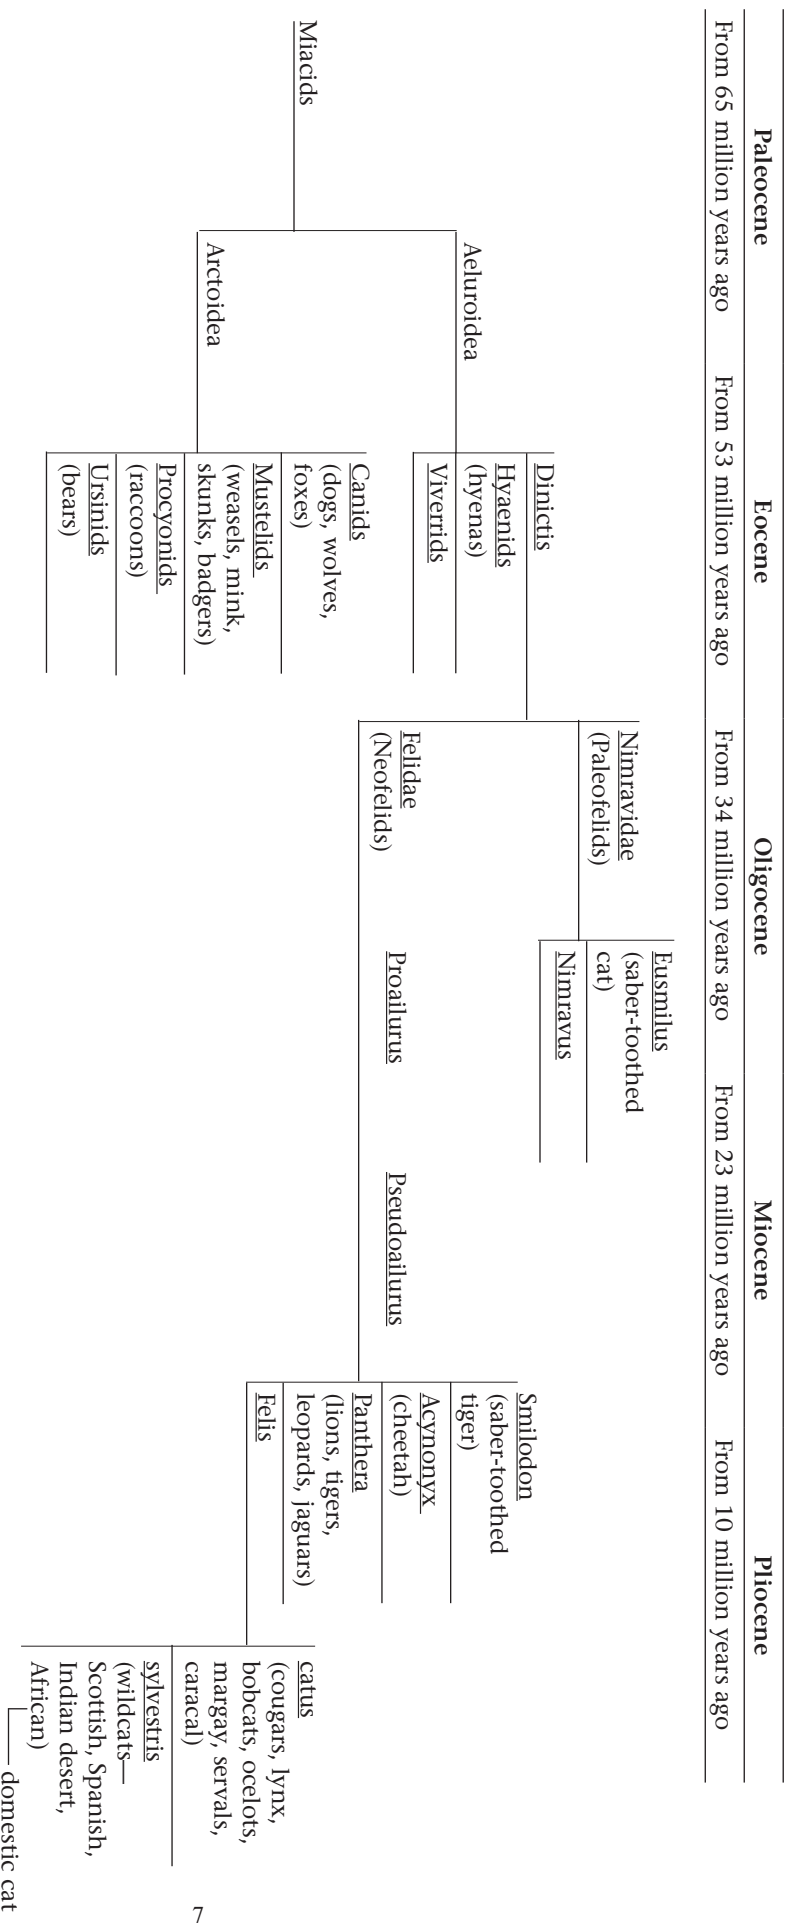 Paleocene
Eocene
Oligocene
Miocene
Pliocene
From 65 million years ago
From 53 million years ago
From 34 million years ago
From 23 million years ago
From 10 million years ago
Miacids
Aeluroidea
Arctoidea
Dinictis
Hyaenids
(hyenas)
Viverrids
Canids
(dogs, wolves,
foxes)
Mustelids
(weasels, mink,
skunks, badgers)
Procyonids
(raccoons)
Ursinids
(bears)
Nimravidae
(Paleofelids)
Felidae
(Neofelids)
Eusmilus
(saber-toothed
cat)
Nimravus
Proailurus
Pseudoailurus
Smilodon
(saber-toothed
tiger)
Acynonyx
(cheetah)
Panthera
(lions, tigers,
leopards, jaguars)
Felis
catus
(cougars, lynx,
bobcats, ocelots,
margay, servals,
caracal)
sylvestris
(wildcats—
Scottish, Spanish,
Indian desert,
African)
domestic cat
7